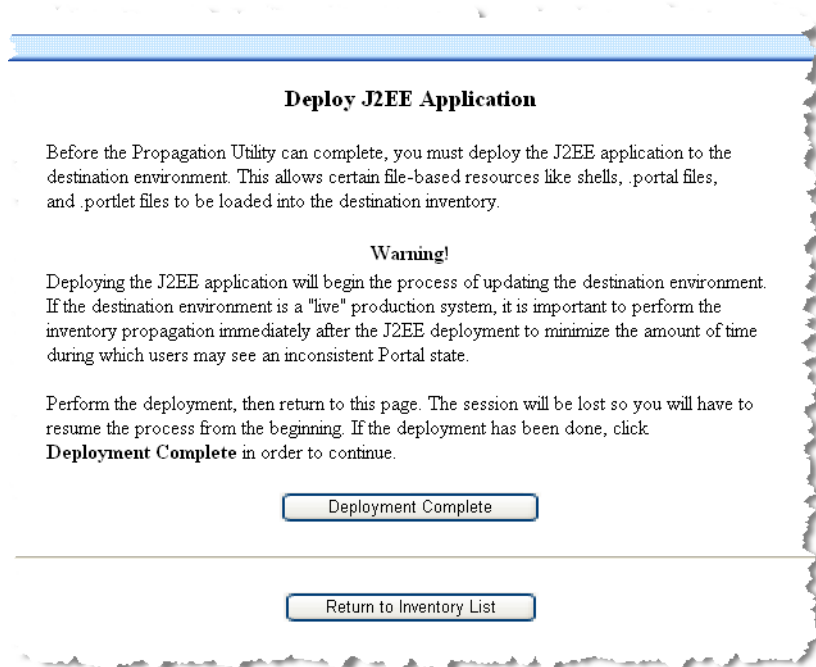 Deploy J2EE Application
Before the Propagation Utility can complete, you must deploy the J2EE application to the
destination environment. This allows certain file-based resources like shells, .portal files,
and .portlet files to be loaded into the destination inventory.
Warning!
Deploying the J2EE application will begin the process of updating the destination environment.
If the destination environment is a "live" production system, it is important to perform the
inventory propagation immediately after the J2EE deployment to minimize the amount of time
during which users may see an inconsistent Portal state.
Perform the deployment, then return to this page. The session will be lost so you will have to
resume the process from the beginning. If the deployment has been done, click
Deployment Complete in order to continue.
Deployment Complete
Return to Inventory List